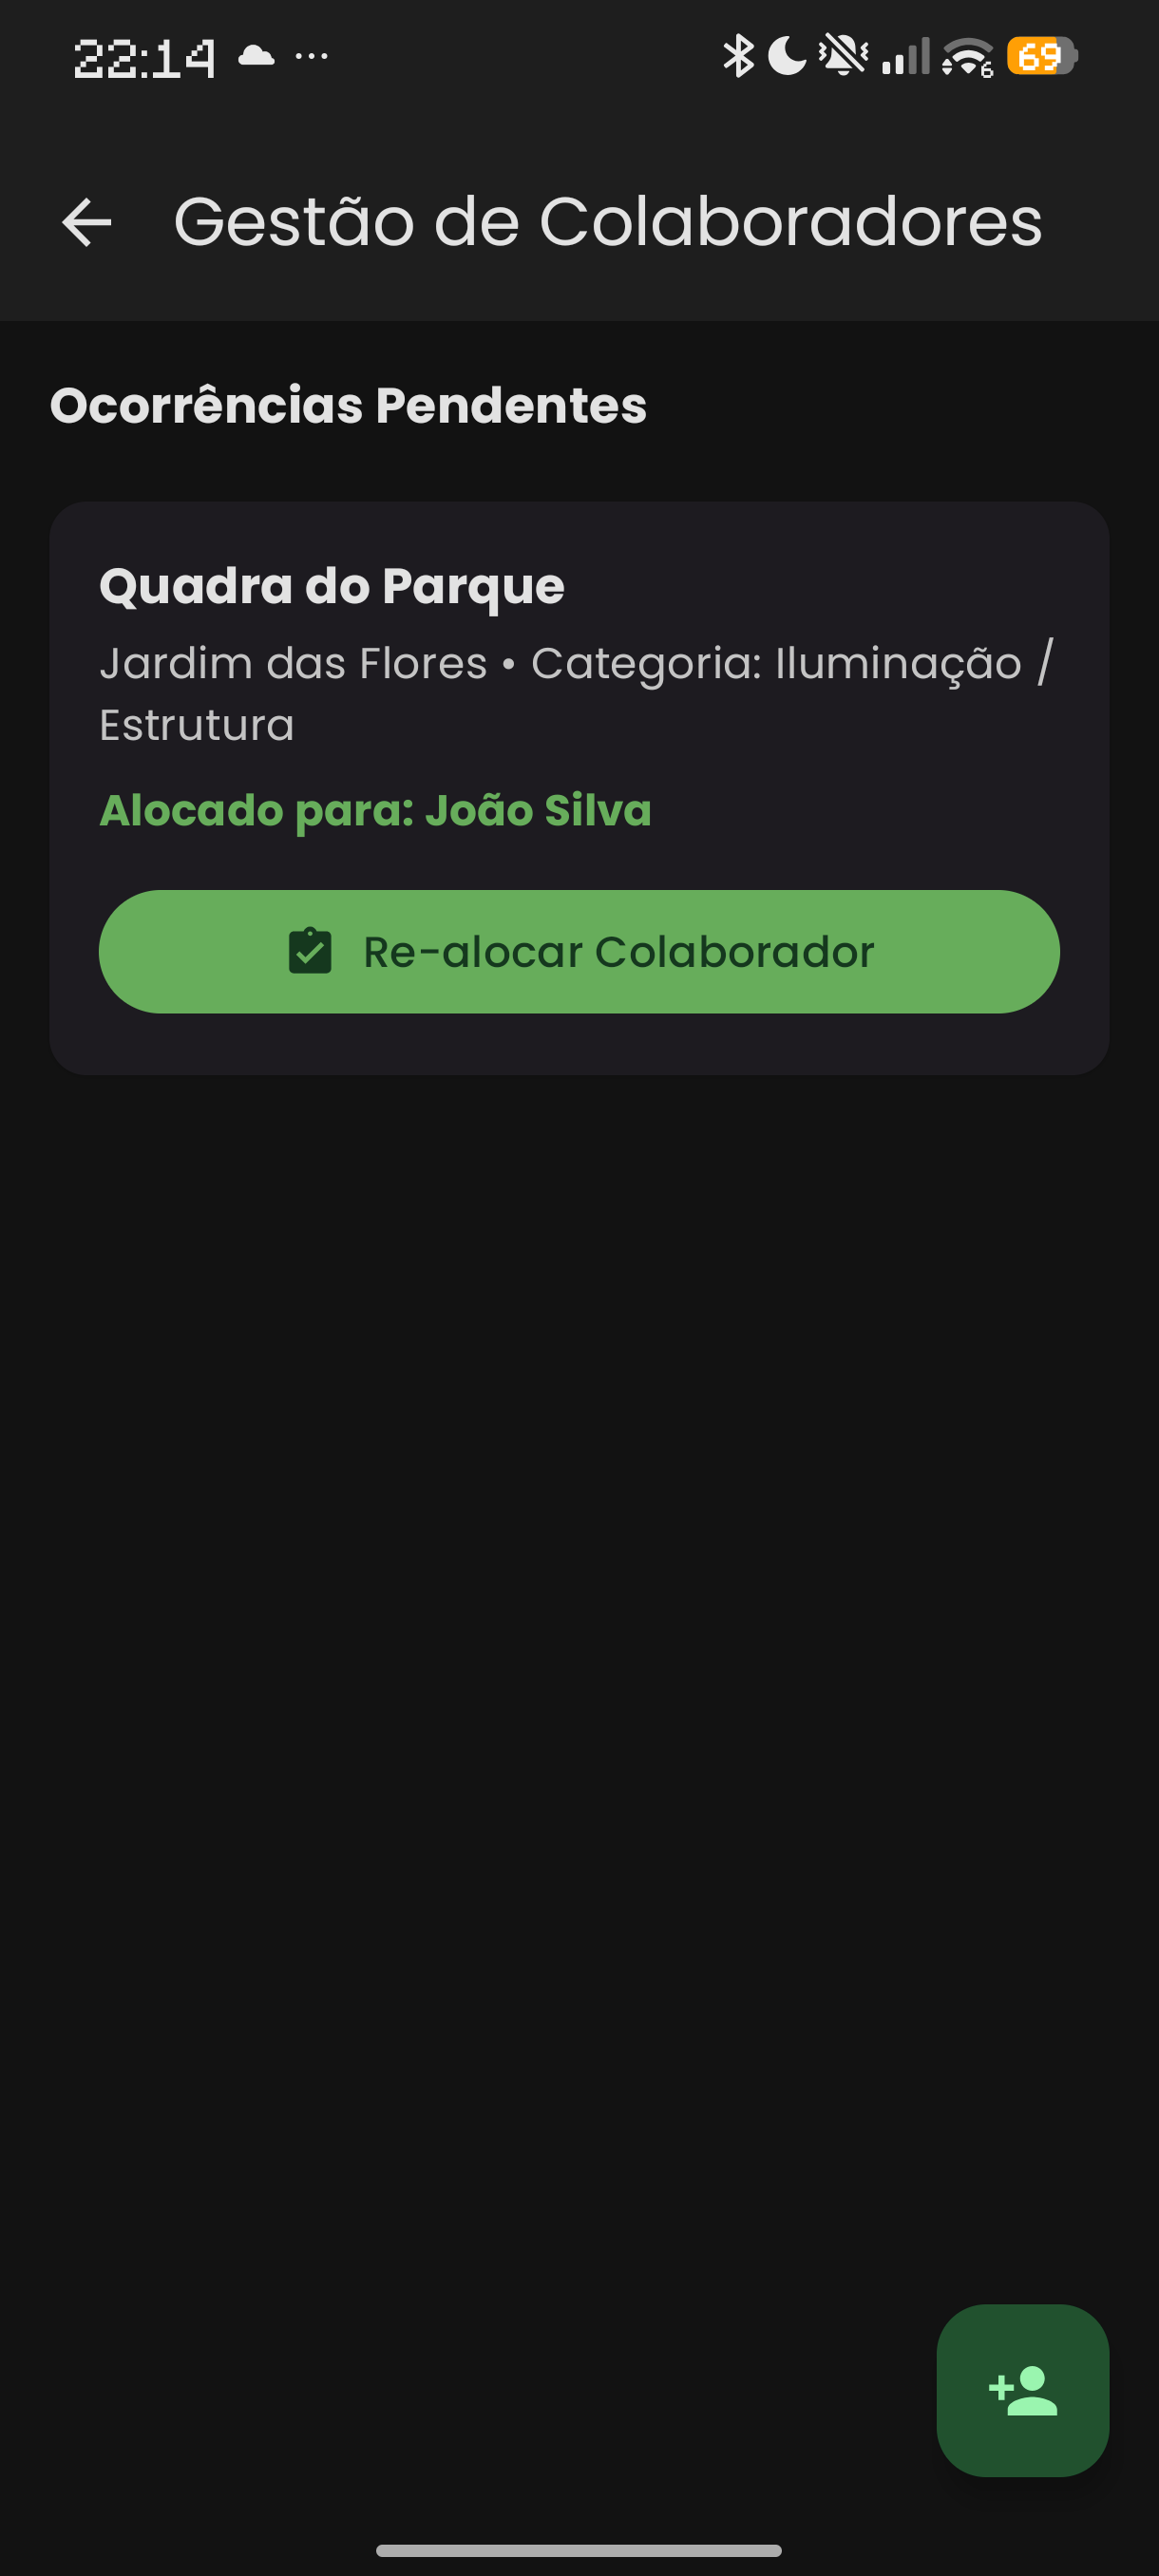 22:14
6
69
Gestão de Colaboradores
Ocorrências Pendentes
Quadra do Parque
Jardim das Flores • Categoria: Iluminação /
Estrutura
Alocado para: João Silva
Re-alocar Colaborador